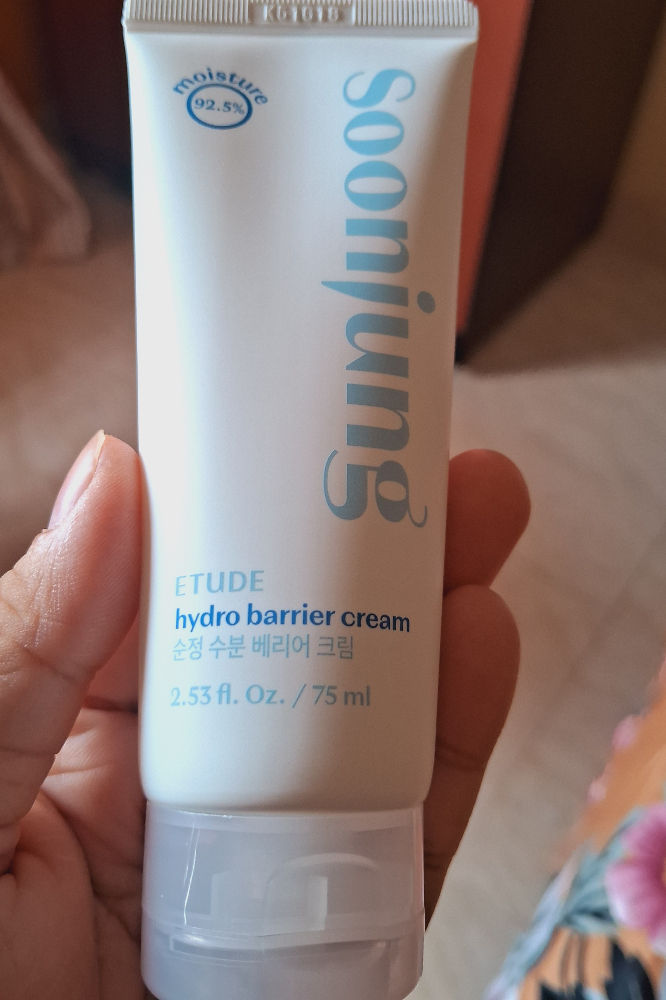 moisture
92.5%
soonjung
ETUDE
hydro barrier cream
순정 수분 베리어 크림
2.53 fl. Oz. / 75 ml